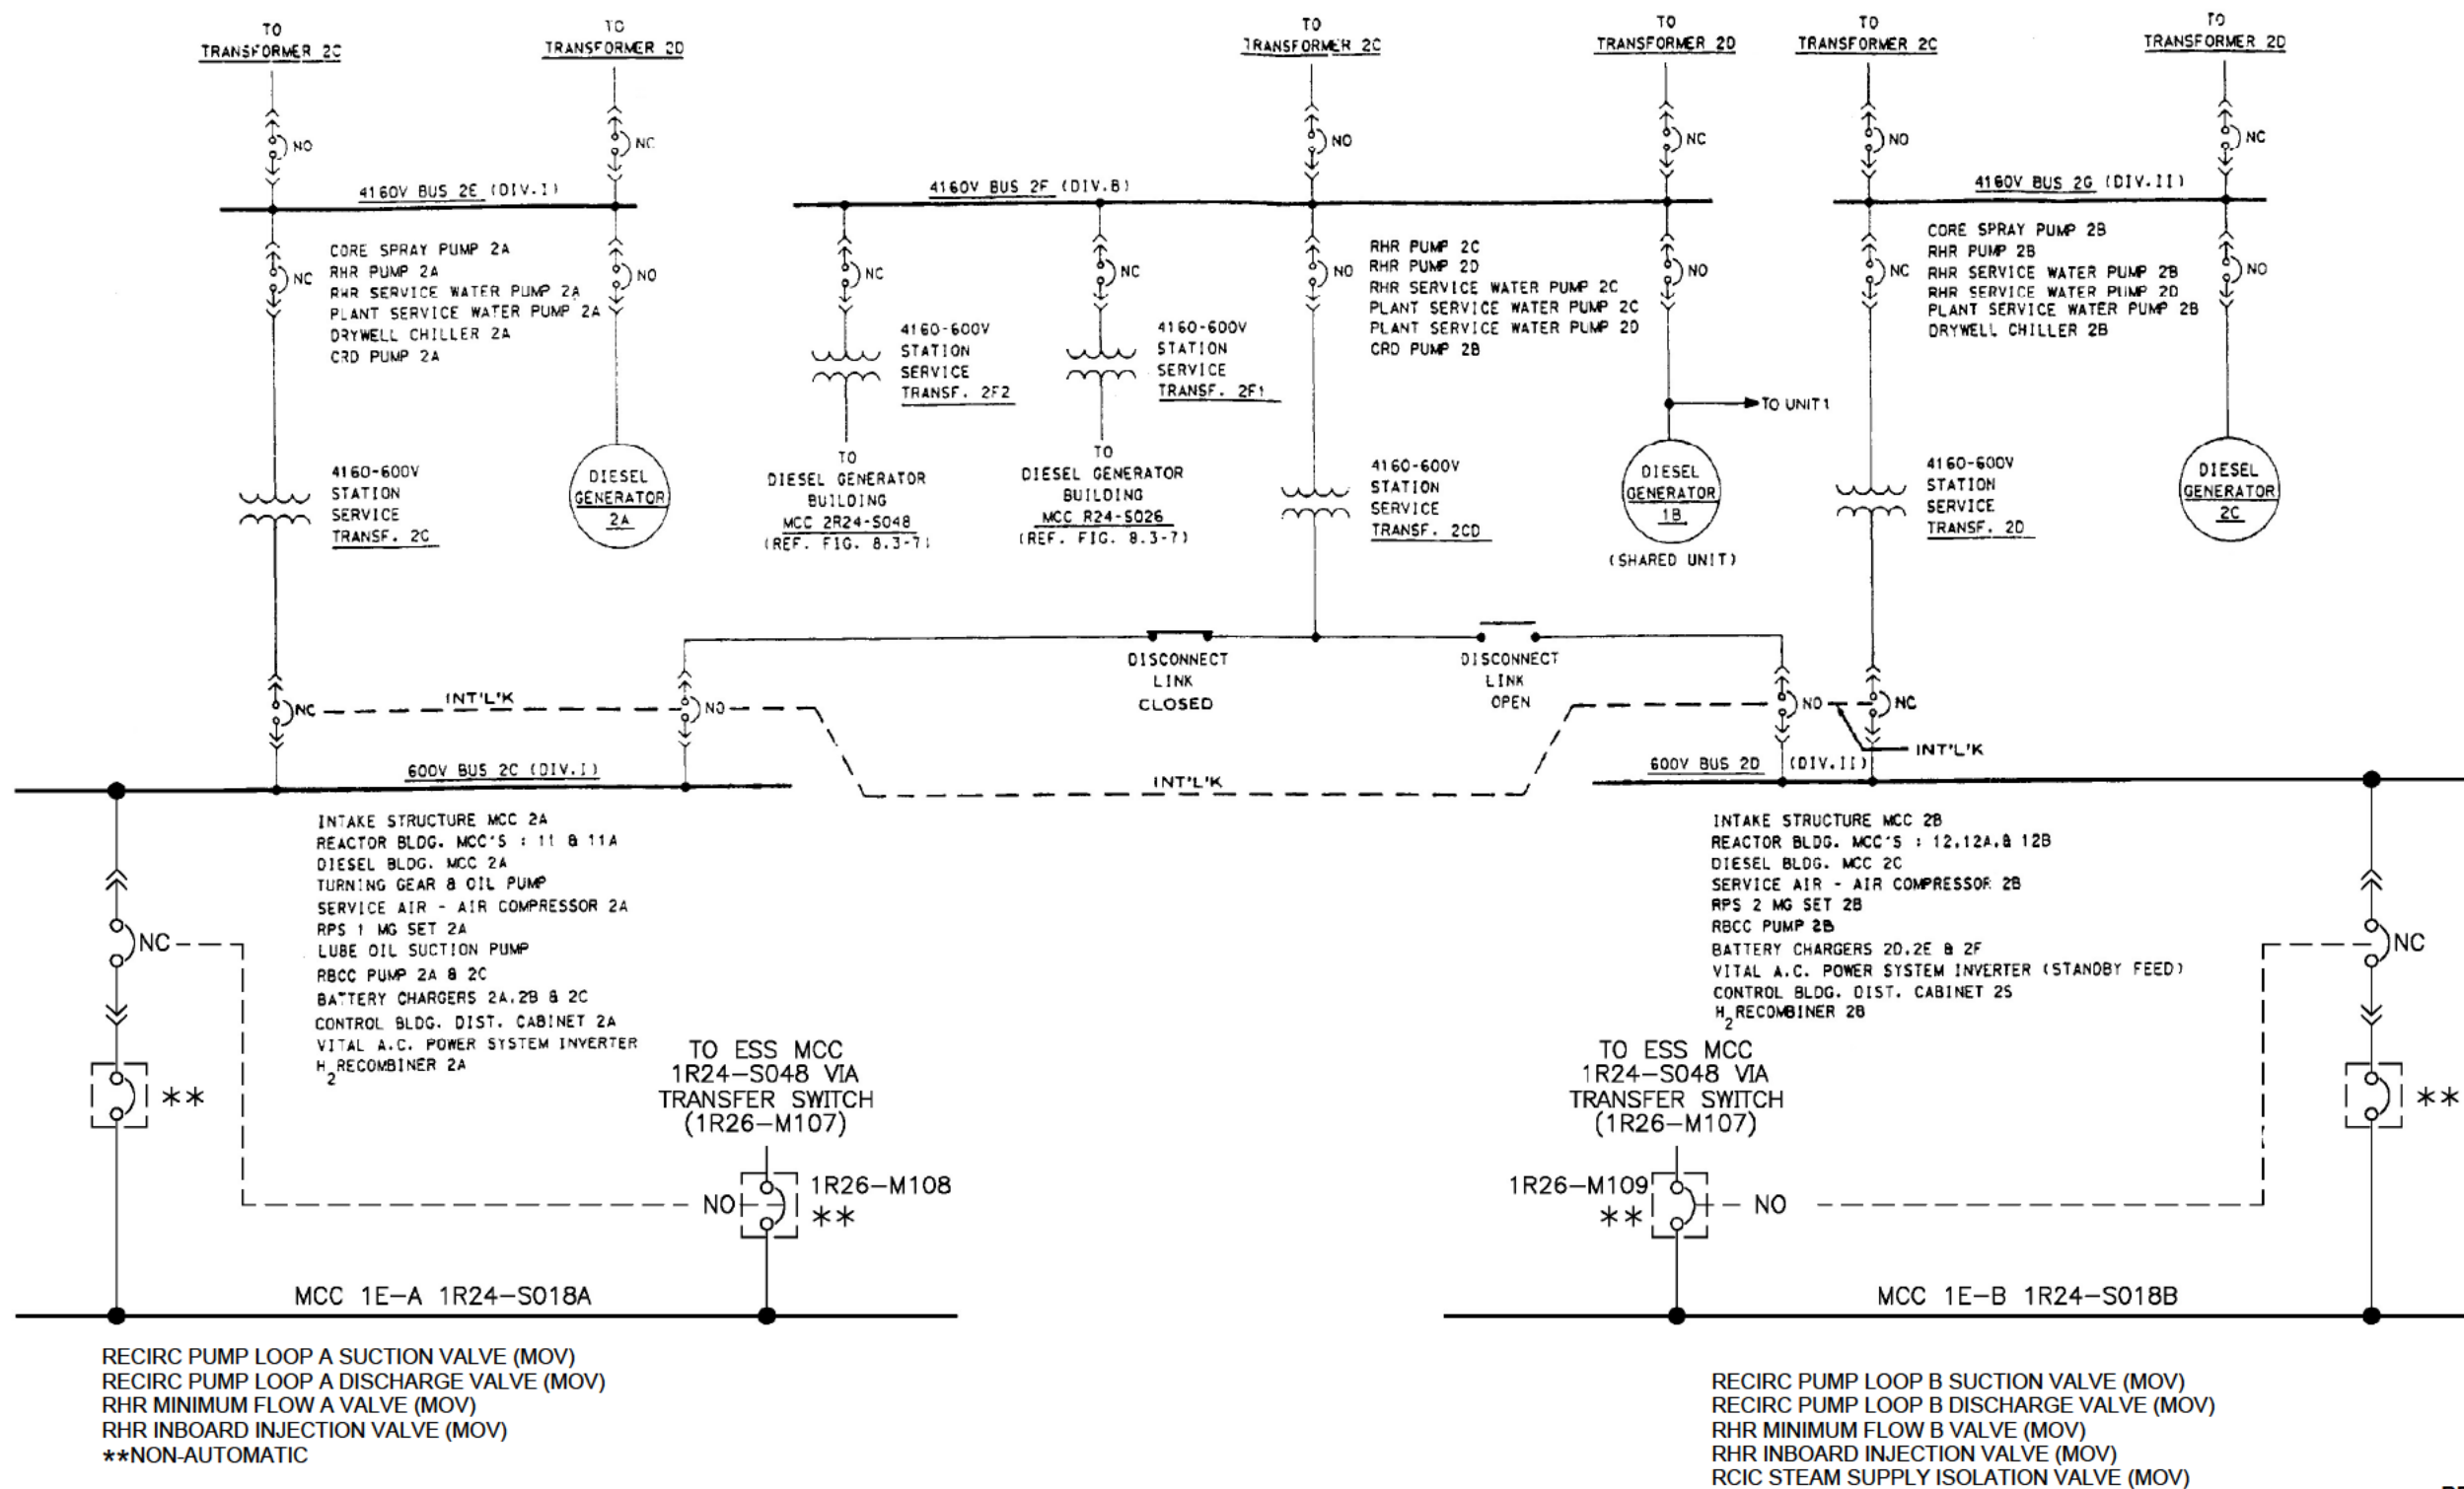 TO
TRANSFORMER 2C
TO
TRANSFORMER 2D
TO
TRANSFORMER 2C
TO
TRANSFORMER 2D
TO
TRANSFORMER 2C
TO
TRANSFORMER 2D
NO
NC
NO
NC
NO
NC
4160V BUS 2E (DIV.I)
4160V BUS 2F (DIV.B)
4160V BUS 2G (DIV.II)
NC
CORE SPRAY PUMP 2A
RHR PUMP 2A
RHR SERVICE WATER PUMP 2A
PLANT SERVICE WATER PUMP 2A
DRYWELL CHILLER 2A
CRD PUMP 2A
NO
NC
NC
NO
RHR PUMP 2C
RHR PUMP 2D
RHR SERVICE WATER PUMP 2C
PLANT SERVICE WATER PUMP 2C
PLANT SERVICE WATER PUMP 2D
CRD PUMP 2B
NO
NC
CORE SPRAY PUMP 2B
RHR PUMP 2B
RHR SERVICE WATER PUMP 2B
RHR SERVICE WATER PUMP 2D
PLANT SERVICE WATER PUMP 2B
DRYWELL CHILLER 2B
NO
4160-600V
STATION
SERVICE
TRANSF. 2F2
4160-600V
STATION
SERVICE
TRANSF. 2F1
TO UNIT 1
TO
DIESEL GENERATOR
BUILDING
MCC 2R24-S048
(REF. FIG. 8.3-7)
TO
DIESEL GENERATOR
BUILDING
MCC R24-S026
(REF. FIG. 8.3-7)
4160-600V
STATION
SERVICE
TRANSF. 2C
DIESEL
GENERATOR
2A
4160-600V
STATION
SERVICE
TRANSF. 2CD
DIESEL
GENERATOR
1B
(SHARED UNIT)
4160-600V
STATION
SERVICE
TRANSF. 2D
DIESEL
GENERATOR
2C
DISCONNECT
LINK
CLOSED
DISCONNECT
LINK
OPEN
NC
INT'L'K
NO
NO
NC
INT'L'K
INT'L'K
600V BUS 2C (DIV.I)
600V BUS 2D (DIV.II)
INTAKE STRUCTURE MCC 2A
REACTOR BLDG. MCC'S : 11 & 11A
DIESEL BLDG. MCC 2A
TURNING GEAR & OIL PUMP
SERVICE AIR - AIR COMPRESSOR 2A
RPS 1 MG SET 2A
LUBE OIL SUCTION PUMP
RBCC PUMP 2A & 2C
BATTERY CHARGERS 2A,2B & 2C
CONTROL BLDG. DIST. CABINET 2A
VITAL A.C. POWER SYSTEM INVERTER
H2 RECOMBINER 2A
INTAKE STRUCTURE MCC 2B
REACTOR BLDG. MCC'S : 12,12A,& 12B
DIESEL BLDG. MCC 2C
SERVICE AIR - AIR COMPRESSOR 2B
RPS 2 MG SET 2B
RBCC PUMP 2B
BATTERY CHARGERS 2D,2E & 2F
VITAL A.C. POWER SYSTEM INVERTER (STANDBY FEED)
CONTROL BLDG. DIST. CABINET 2S
H2 RECOMBINER 2B
NC
NC
**
**
TO ESS MCC
1R24-S048 VIA
TRANSFER SWITCH
(1R26-M107)
TO ESS MCC
1R24-S048 VIA
TRANSFER SWITCH
(1R26-M107)
NO
1R26-M108
**
1R26-M109
**
NO
MCC 1E-A 1R24-S018A
MCC 1E-B 1R24-S018B
RECIRC PUMP LOOP A SUCTION VALVE (MOV)
RECIRC PUMP LOOP A DISCHARGE VALVE (MOV)
RHR MINIMUM FLOW A VALVE (MOV)
RHR INBOARD INJECTION VALVE (MOV)
**NON-AUTOMATIC
RECIRC PUMP LOOP B SUCTION VALVE (MOV)
RECIRC PUMP LOOP B DISCHARGE VALVE (MOV)
RHR MINIMUM FLOW B VALVE (MOV)
RHR INBOARD INJECTION VALVE (MOV)
RCIC STEAM SUPPLY ISOLATION VALVE (MOV)